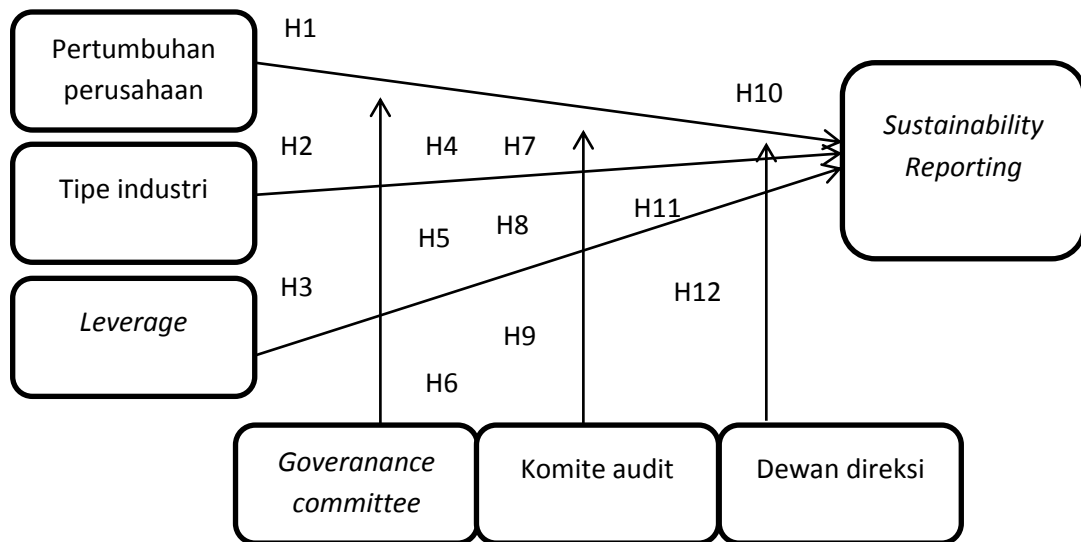 H1
Pertumbuhan
perusahaan
H10
Sustainability
Reporting
H2
H4
H7
Tipe industri
H5
H8
H11
H3
H12
Leverage
H9
H6
Goveranance
committee
Komite audit
Dewan direksi